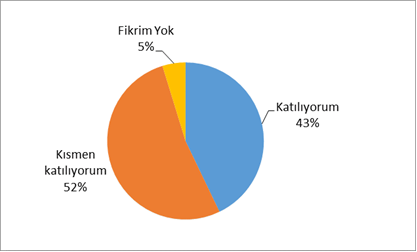 Fikrim Yok
5%
Katılıyorum
43%
Kısmen
katılıyorum
52%